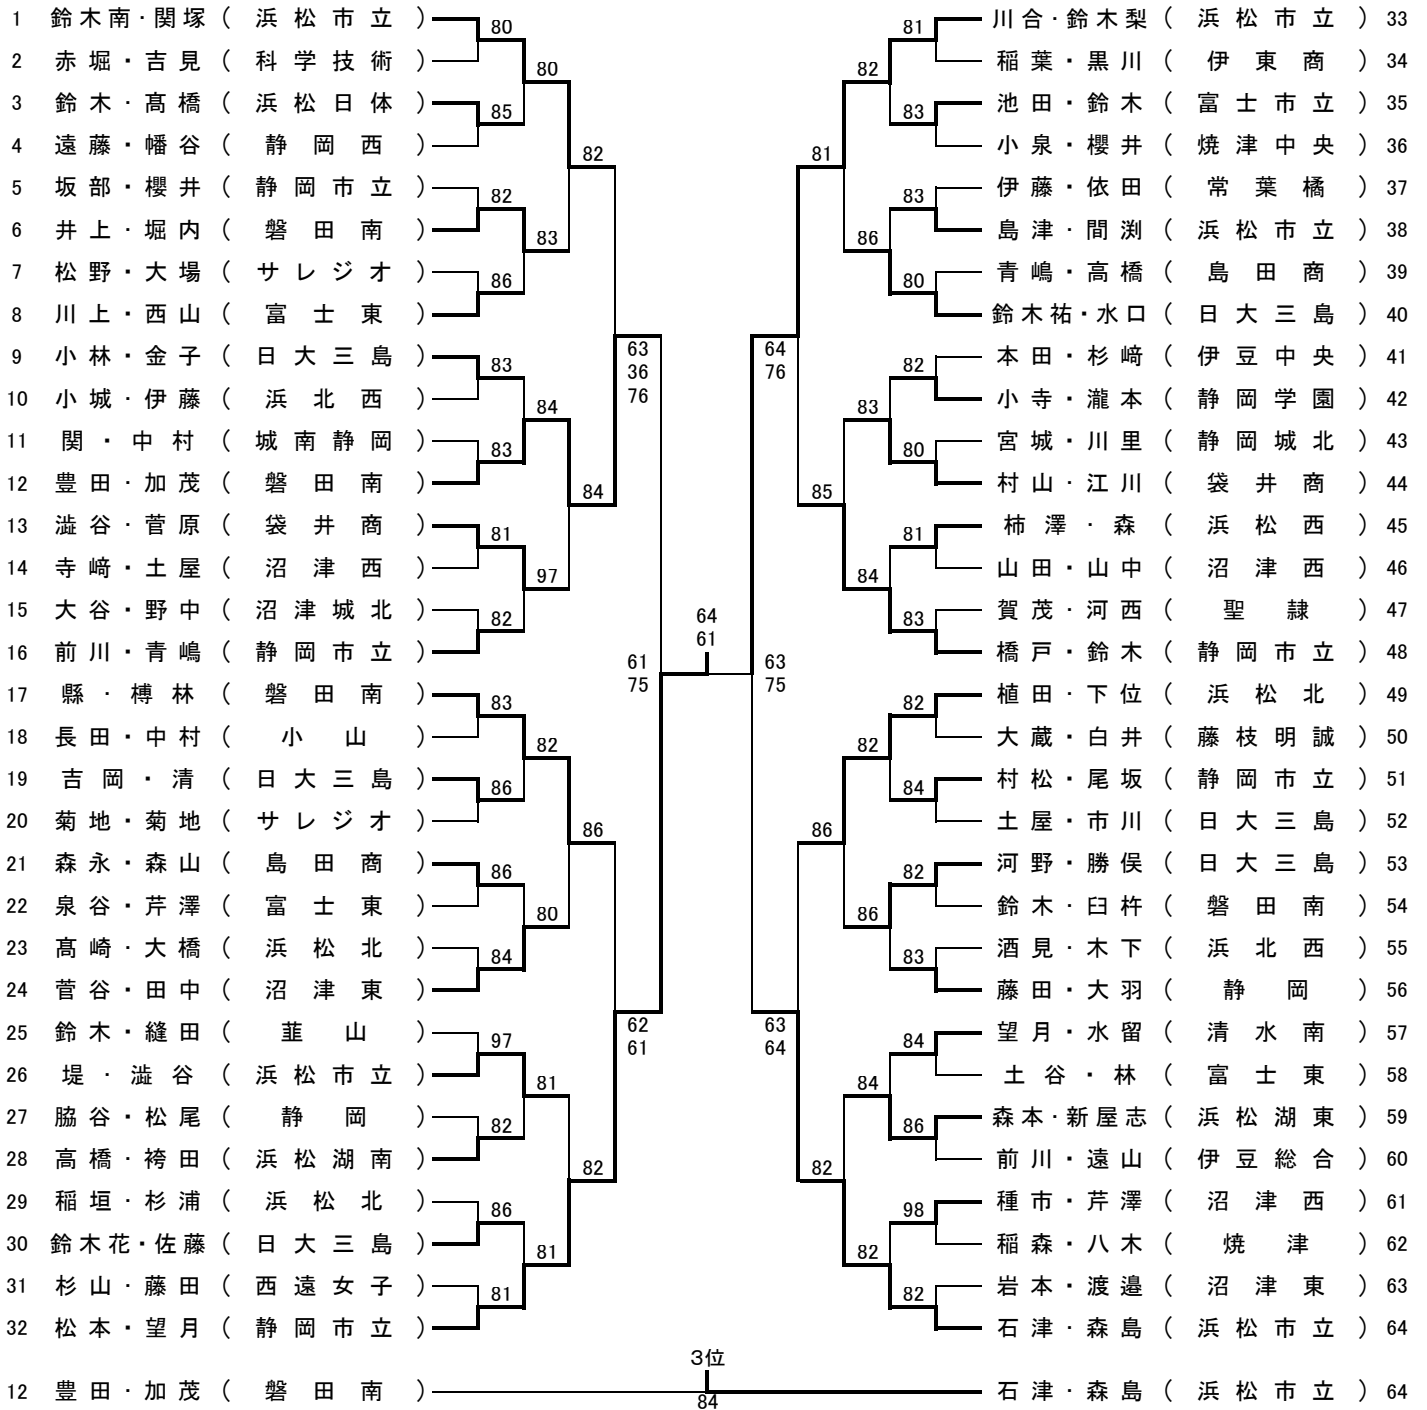 1 鈴木南・関塚 ( 浜松市立 )
2 赤堀・吉見 ( 科学技術 )
3 鈴木・髙橋 ( 浜松日体 )
4 遠藤・幡谷 ( 静岡西 )
5 坂部・櫻井 ( 静岡市立 )
6 井上・堀内 ( 磐田南 )
7 松野・大場 ( サレジオ )
8 川上・西山 ( 富士東 )
9 小林・金子 ( 日大三島 )
10 小城・伊藤 ( 浜北西 )
11 関・中村 ( 城南静岡 )
12 豊田・加茂 ( 磐田南 )
13 澁谷・菅原 ( 袋井商 )
14 寺﨑・土屋 ( 沼津西 )
15 大谷・野中 ( 沼津城北 )
16 前川・青嶋 ( 静岡市立 )
17 縣・榑林 ( 磐田南 )
18 長田・中村 ( 小山 )
19 吉岡・清 ( 日大三島 )
20 菊地・菊地 ( サレジオ )
21 森永・森山 ( 島田商 )
22 泉谷・芹澤 ( 富士東 )
23 髙崎・大橋 ( 浜松北 )
24 菅谷・田中 ( 沼津東 )
25 鈴木・縫田 ( 韮山 )
26 堤・澁谷 ( 浜松市立 )
27 脇谷・松尾 ( 静岡 )
28 高橋・袴田 ( 浜松湖南 )
29 稲垣・杉浦 ( 浜松北 )
30 鈴木花・佐藤 ( 日大三島 )
31 杉山・藤田 ( 西遠女子 )
32 松本・望月 ( 静岡市立 )
80
85
82
86
83
83
81
82
83
86
86
84
97
82
86
81
80
83
84
97
82
80
81
81
82
84
86
82
63
36
76
62
61
61
75
64
61
63
75
64
76
63
64
81
85
86
82
82
86
83
84
82
86
84
82
81
83
83
80
82
80
81
83
82
84
82
83
84
86
98
82
川合・鈴木梨 ( 浜松市立 ) 33
稲葉・黒川 ( 伊東商 ) 34
池田・鈴木 ( 富士市立 ) 35
小泉・櫻井 ( 焼津中央 ) 36
伊藤・依田 ( 常葉橘 ) 37
島津・間渕 ( 浜松市立 ) 38
青嶋・高橋 ( 島田商 ) 39
鈴木祐・水口 ( 日大三島 ) 40
本田・杉﨑 ( 伊豆中央 ) 41
小寺・瀧本 ( 静岡学園 ) 42
宮城・川里 ( 静岡城北 ) 43
村山・江川 ( 袋井商 ) 44
柿澤・森 ( 浜松西 ) 45
山田・山中 ( 沼津西 ) 46
賀茂・河西 ( 聖隷 ) 47
橋戸・鈴木 ( 静岡市立 ) 48
植田・下位 ( 浜松北 ) 49
大蔵・白井 ( 藤枝明誠 ) 50
村松・尾坂 ( 静岡市立 ) 51
土屋・市川 ( 日大三島 ) 52
河野・勝俣 ( 日大三島 ) 53
鈴木・臼杵 ( 磐田南 ) 54
酒見・木下 ( 浜北西 ) 55
藤田・大羽 ( 静岡 ) 56
望月・水留 ( 清水南 ) 57
土谷・林 ( 富士東 ) 58
森本・新屋志 ( 浜松湖東 ) 59
前川・遠山 ( 伊豆総合 ) 60
種市・芹澤 ( 沼津西 ) 61
稲森・八木 ( 焼津 ) 62
岩本・渡邉 ( 沼津東 ) 63
石津・森島 ( 浜松市立 ) 64
3位
12 豊田・加茂 ( 磐田南 )
84
石津・森島 ( 浜松市立 ) 64